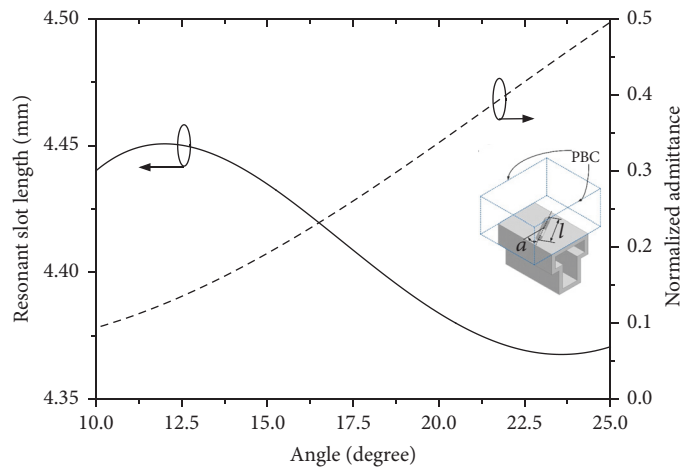 4.50
4.45
4.40
4.35
Resonant slot length (mm)
0.5
0.4
0.3
0.2
0.1
0.0
Normalized admittance
PBC
a
l
10.0 12.5 15.0 17.5 20.0 22.5 25.0
Angle (degree)